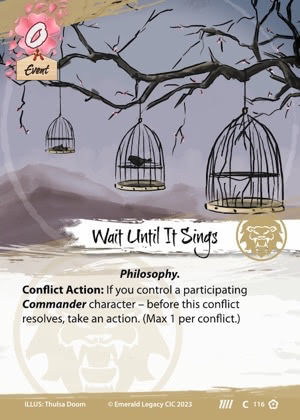 0
Event
Wait Until It Sings
Philosophy.
Conflict Action: If you control a participating
Commander character – before this conflict
resolves, take an action. (Max 1 per conflict.)
ILLUS: Thulsa Doom © Emerald Legacy CIC 2023 C 116